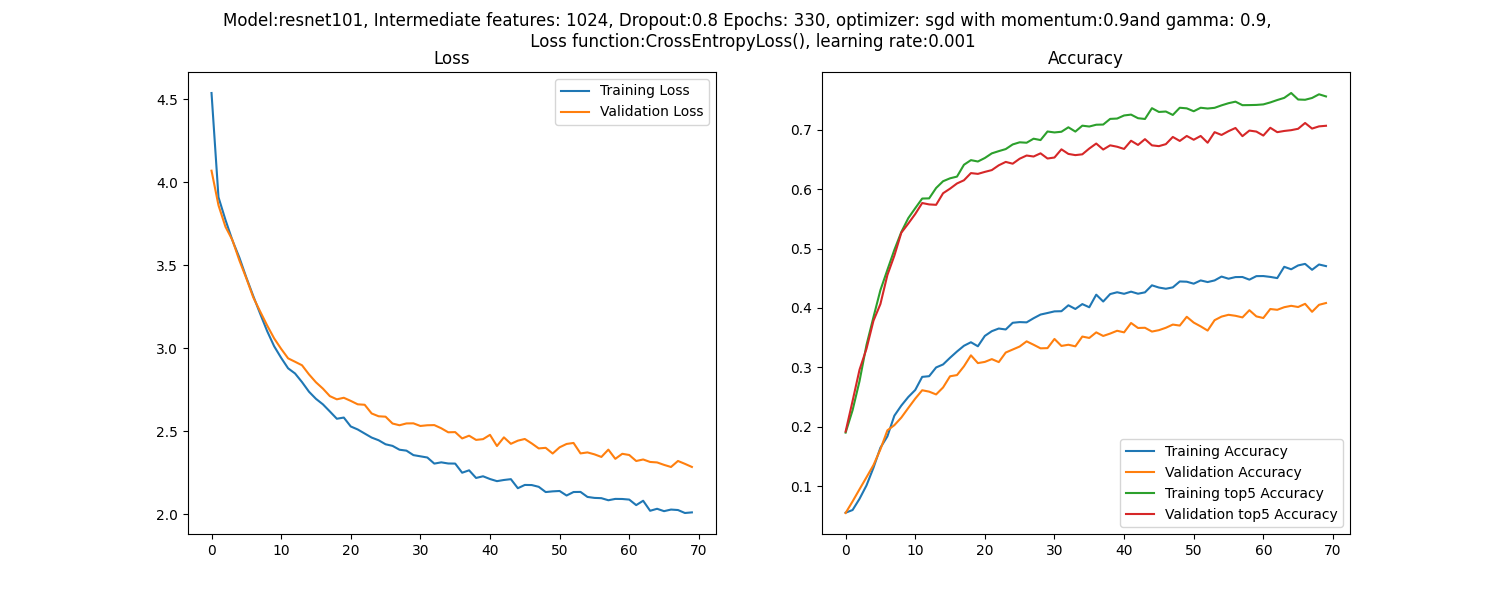 Model:resnet101, Intermediate features: 1024, Dropout:0.8 Epochs: 330, optimizer: sgd with momentum:0.9and gamma: 0.9,
Loss function:CrossEntropyLoss(), learning rate:0.001
Loss
4.5
4.0
3.5
3.0
2.5
2.0
0 10 20 30 40 50 60 70
Training Loss
Validation Loss
Accuracy
0.7
0.6
0.5
0.4
0.3
0.2
0.1
0 10 20 30 40 50 60 70
Training Accuracy
Validation Accuracy
Training top5 Accuracy
Validation top5 Accuracy